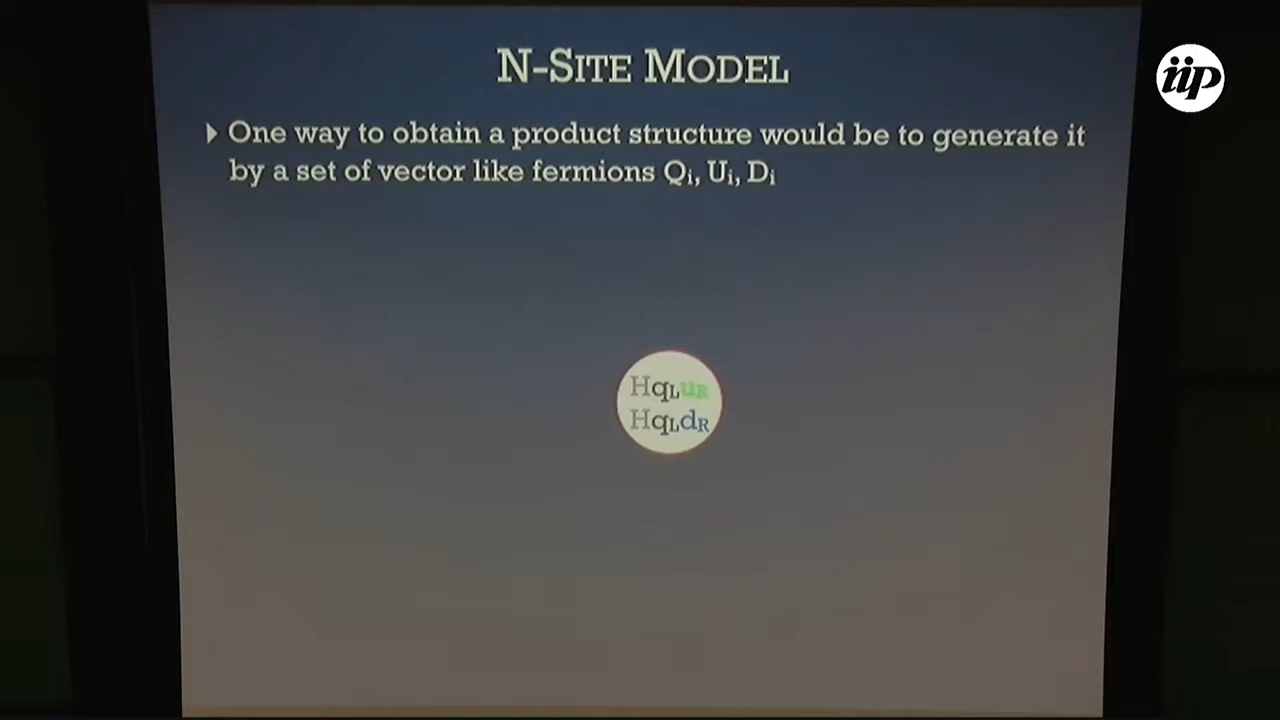 N-SITE MODEL
One way to obtain a product structure would be to generate it
by a set of vector like fermions Qi, Ui, Di
HqLuR
HqLdR
iip